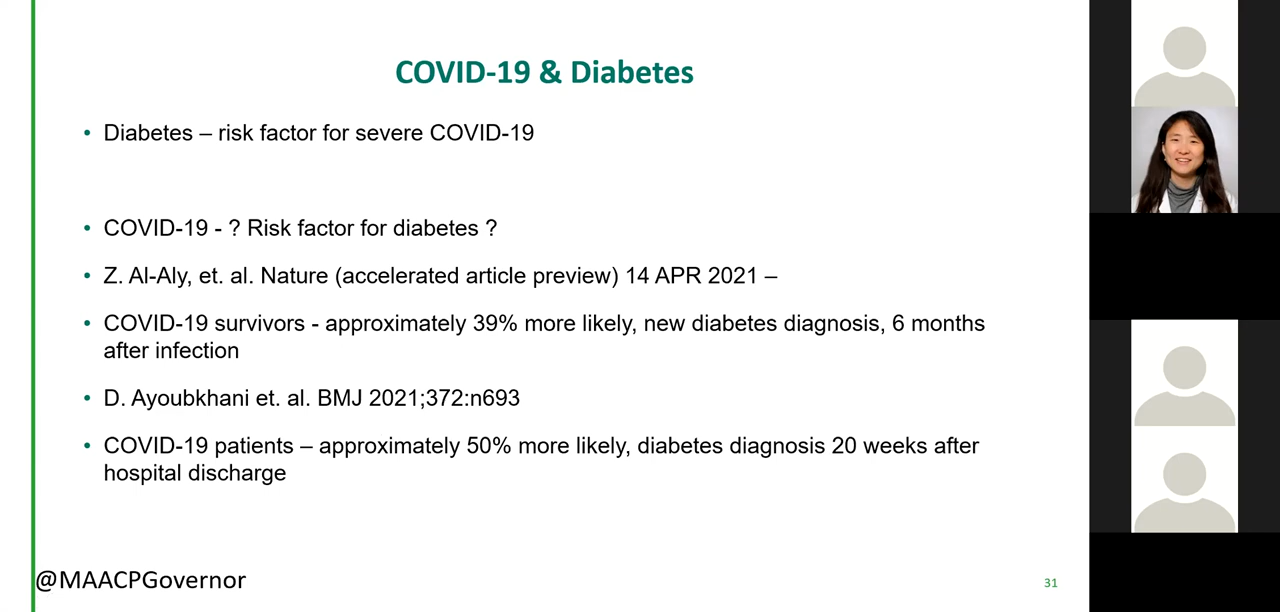 COVID-19 & Diabetes
• Diabetes – risk factor for severe COVID-19
• COVID-19 - ? Risk factor for diabetes ?
• Z. Al-Aly, et. al. Nature (accelerated article preview) 14 APR 2021 –
• COVID-19 survivors - approximately 39% more likely, new diabetes diagnosis, 6 months
after infection
• D. Ayoubkhani et. al. BMJ 2021;372:n693
• COVID-19 patients – approximately 50% more likely, diabetes diagnosis 20 weeks after
hospital discharge
@MAACPGovernor
31